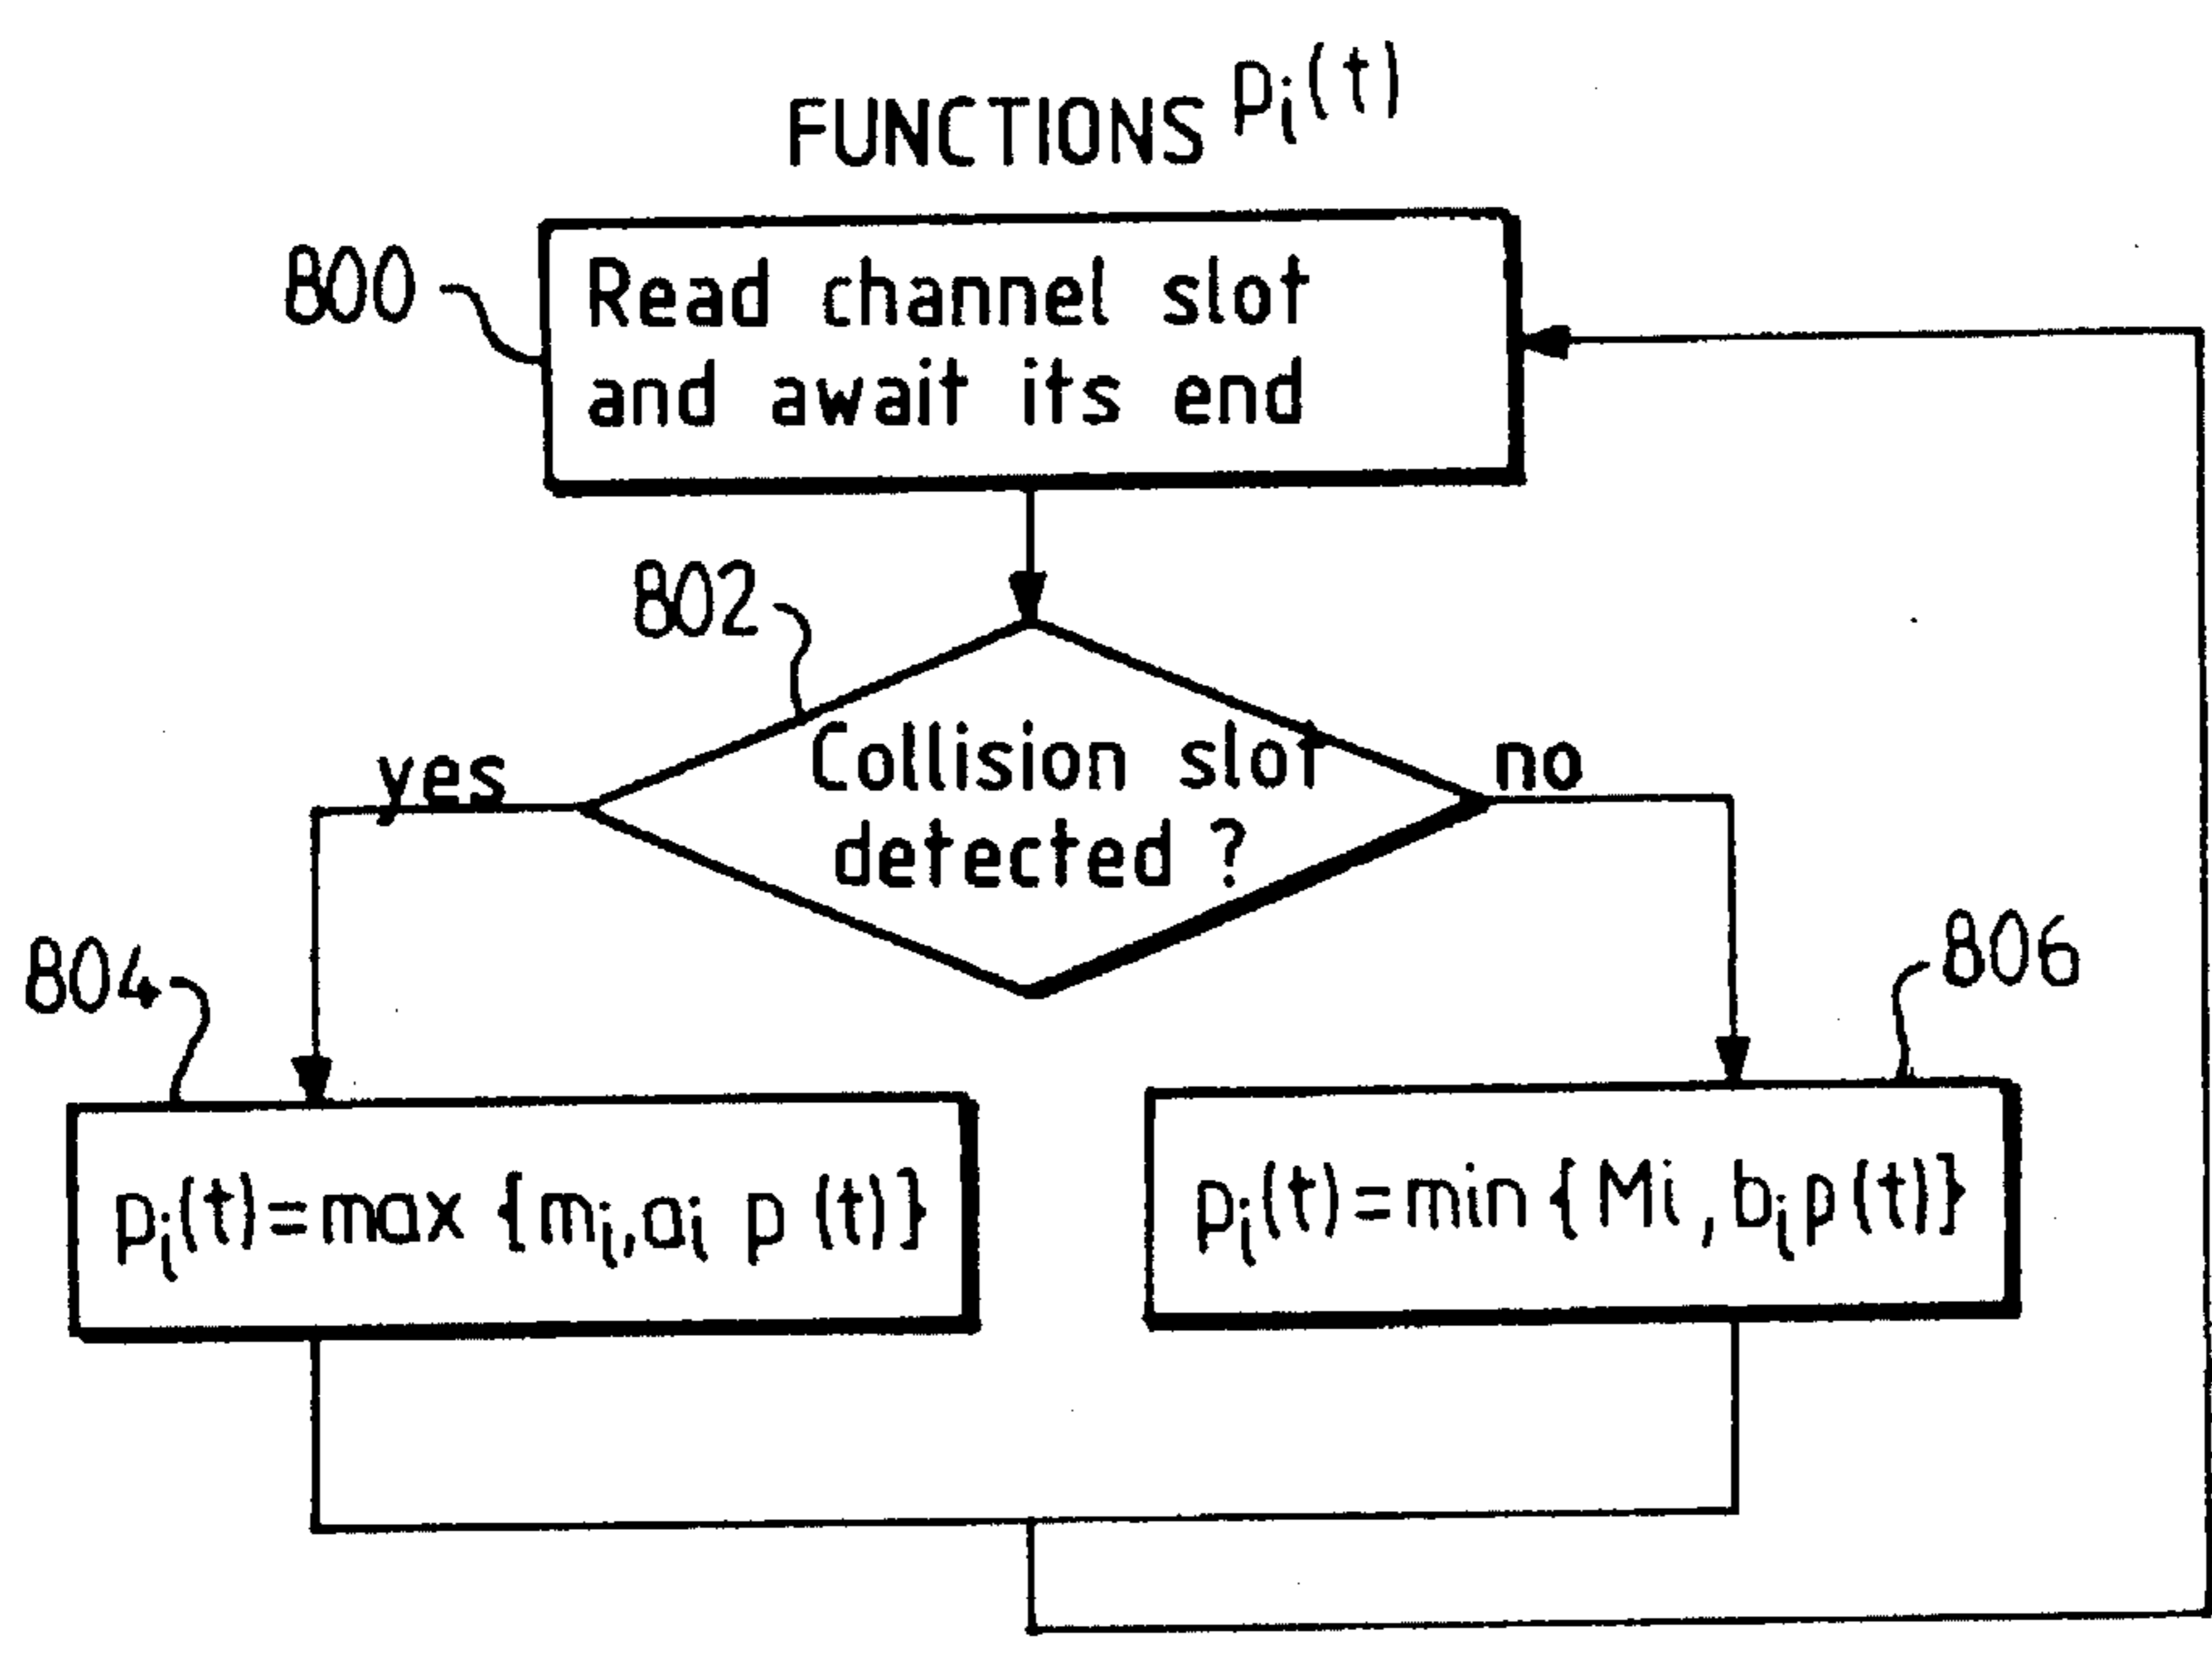 FUNCTIONS pi(t)
800
Read channel slot
and await its end
802
yes
Collision slot
detected ?
no
804
806
pi(t)=max {mi,ai p (t)}
pi(t)=min {Mi, bip(t)}